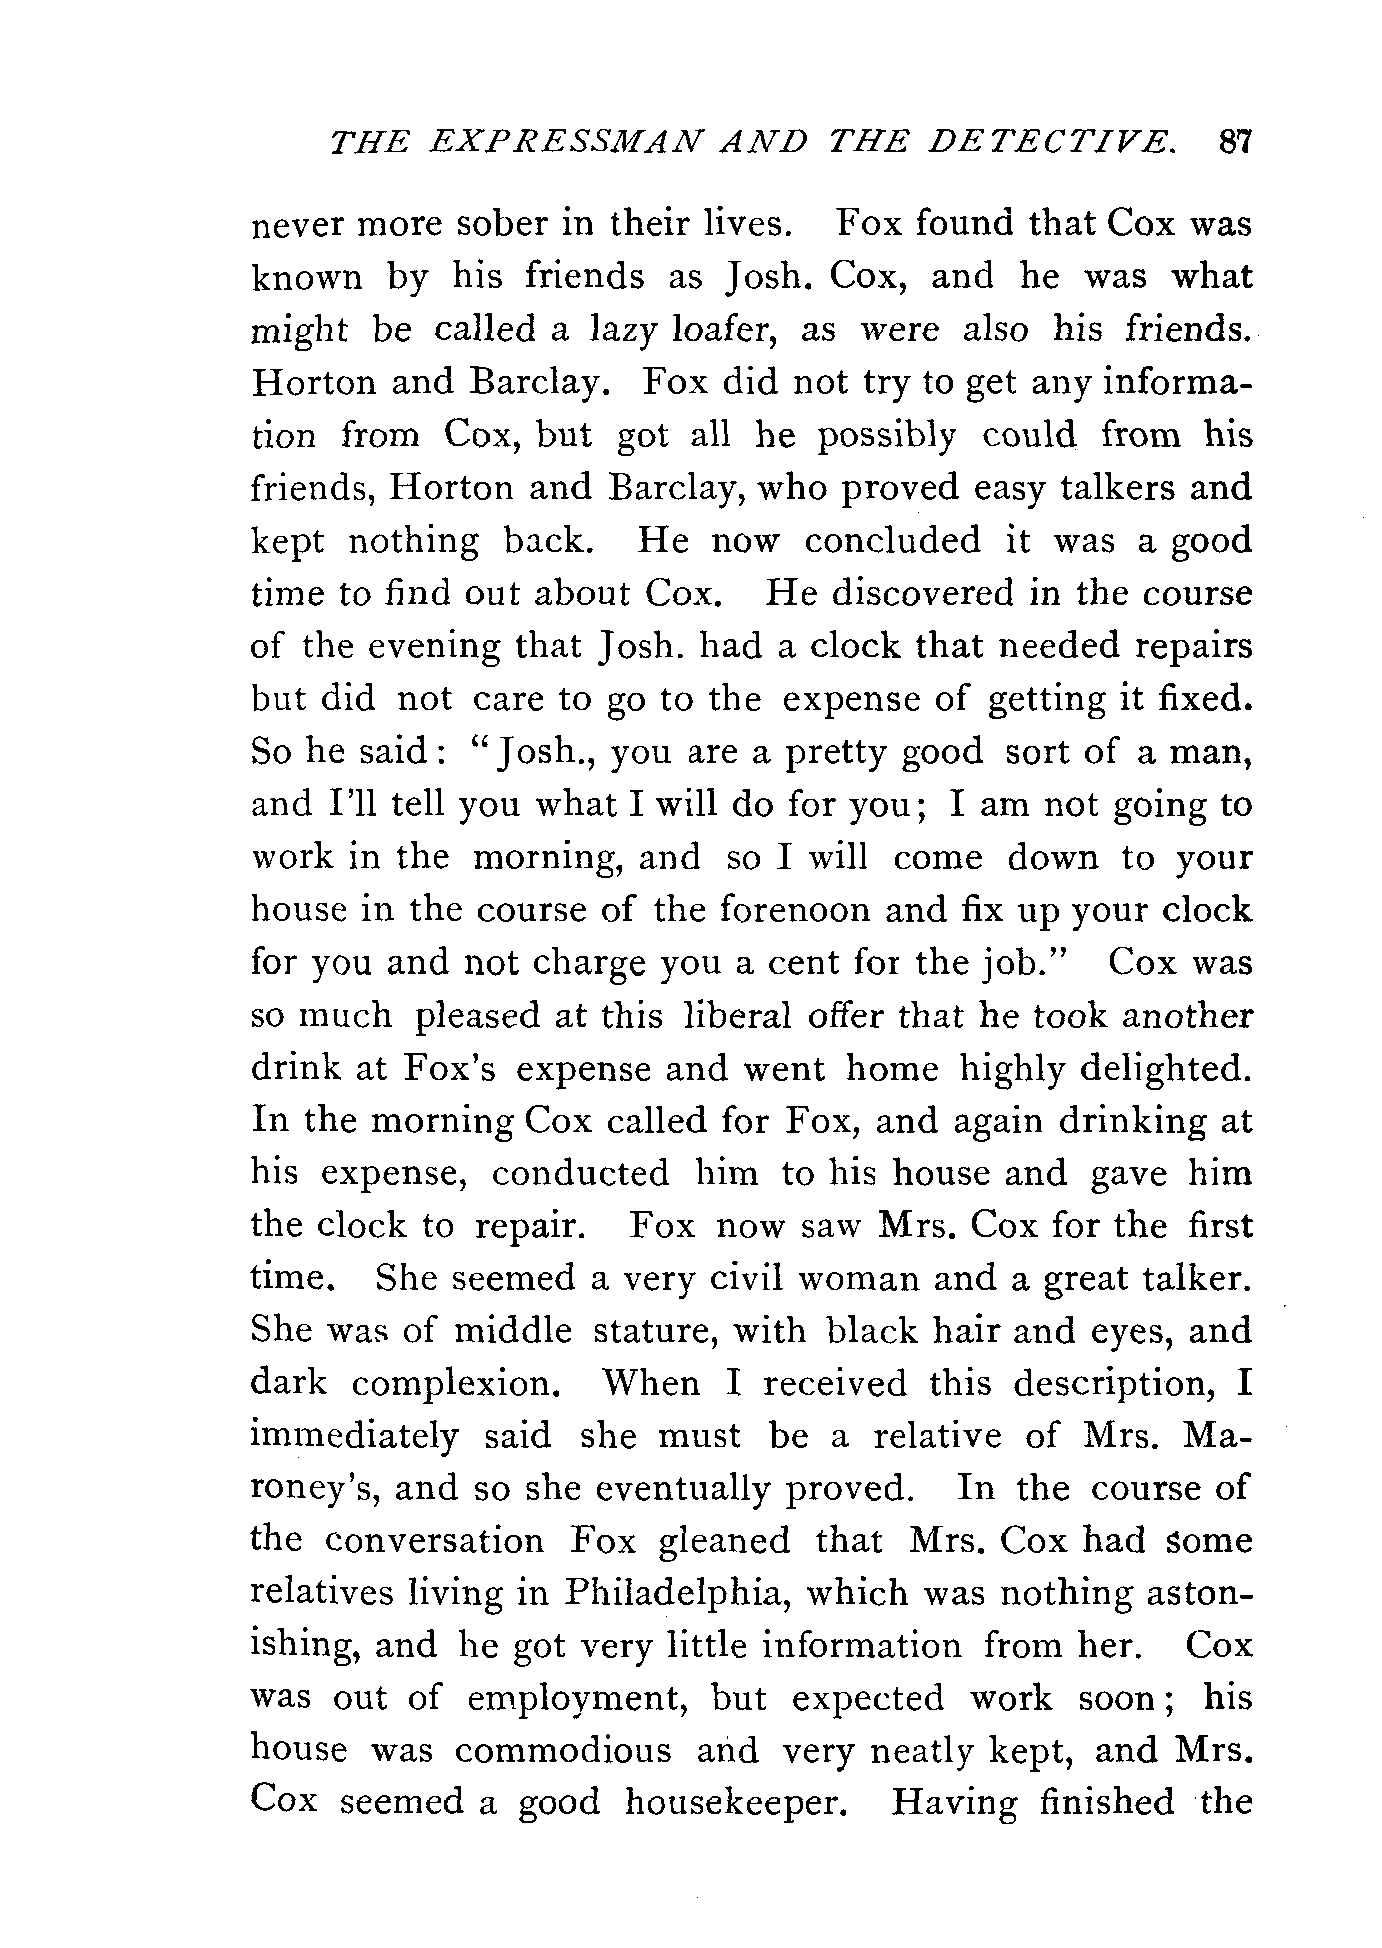 THE EXPRESSMAN AND THE DETECTIVE. 87
never more sober in their lives. Fox found that Cox was
known by his friends as Josh. Cox, and he was what
might be called a lazy loafer, as were also his friends.
Horton and Barclay. Fox did not try to get any informa-
tion from Cox, but got all he possibly could from his
friends, Horton and Barclay, who proved easy talkers and
kept nothing back. He now concluded it was a good
time to find out about Cox. He discovered in the course
of the evening that Josh. had a clock that needed repairs
but did not care to go to the expense of getting it fixed.
So he said: "Josh., you are a pretty good sort of a man,
and I'll tell you what I will do for you; I am not going to
work in the morning, and so I will come down to your
house in the course of the forenoon and fix up your clock
for you and not charge you a cent for the job." Cox was
so much pleased at this liberal offer that he took another
drink at Fox's expense and went home highly delighted.
In the morning Cox called for Fox, and again drinking at
his expense, conducted him to his house and gave him
the clock to repair. Fox now saw Mrs. Cox for the first
time. She seemed a very civil woman and a great talker.
She was of middle stature, with black hair and eyes, and
dark complexion. When I received this description, I
immediately said she must be a relative of Mrs. Ma-
roney's, and so she eventually proved. In the course of
the conversation Fox gleaned that Mrs. Cox had some
relatives living in Philadelphia, which was nothing aston-
ishing, and he got very little information from her. Cox
was out of employment, but expected work soon; his
house was commodious and very neatly kept, and Mrs.
Cox seemed a good housekeeper. Having finished the